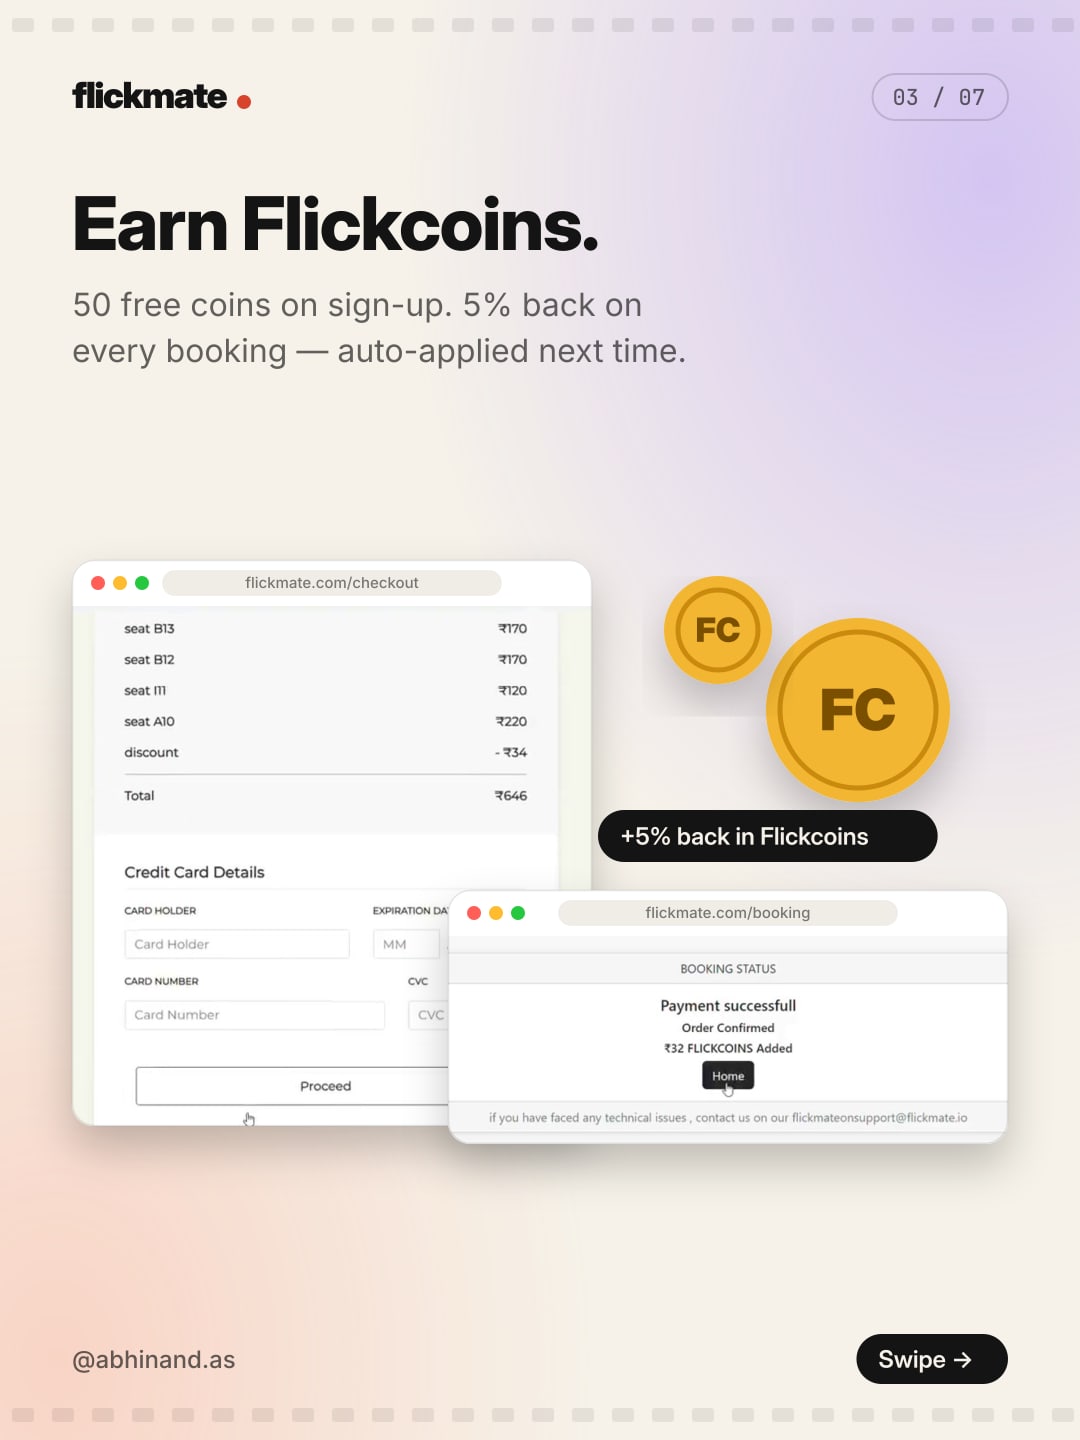 flickmate
03 / 07
Earn Flickcoins.
50 free coins on sign-up. 5% back on
every booking — auto-applied next time.
flickmate.com/checkout
seat B13 ₹170
seat B12 ₹170
seat I11 ₹120
seat A10 ₹220
discount - ₹34
Total ₹646
Credit Card Details
CARD HOLDER EXPIRATION DA
Card Holder MM
CARD NUMBER CVC
Card Number CVC
Proceed
FC
FC
+5% back in Flickcoins
flickmate.com/booking
BOOKING STATUS
Payment successfull
Order Confirmed
₹32 FLICKCOINS Added
Home
if you have faced any technical issues , contact us on our flickmateonsupport@flickmate.io
@abhinand.as
Swipe →